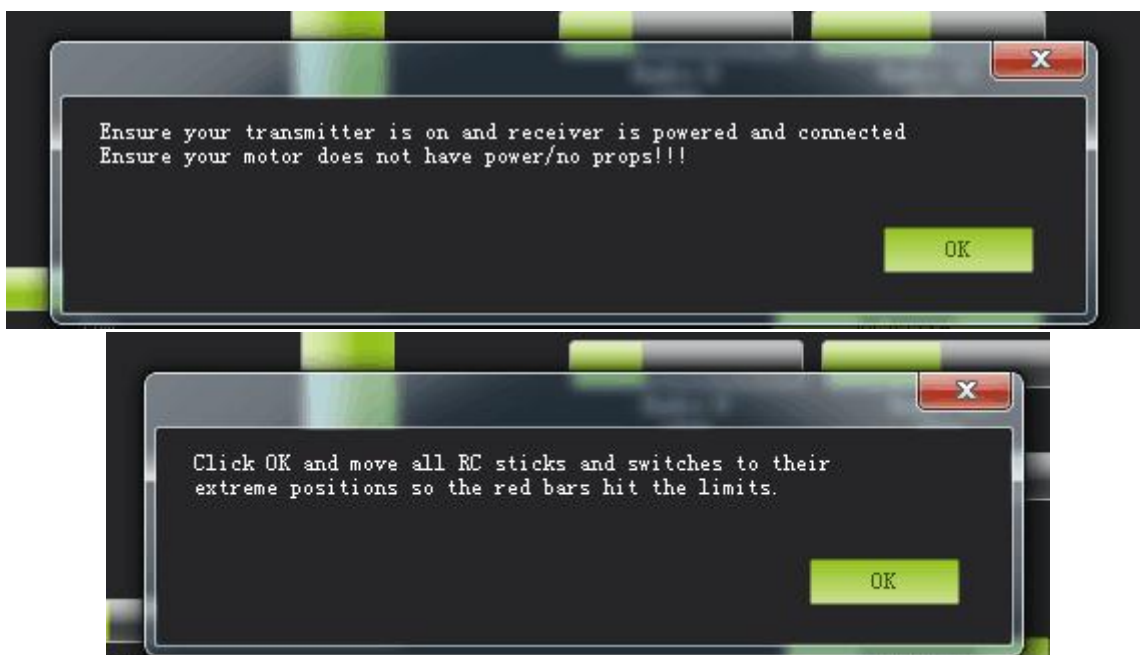 Ensure your transmitter is on and receiver is powered and connected
Ensure your motor does not have power/no props!!!
OK
Click OK and move all RC sticks and switches to their
extreme positions so the red bars hit the limits.
OK